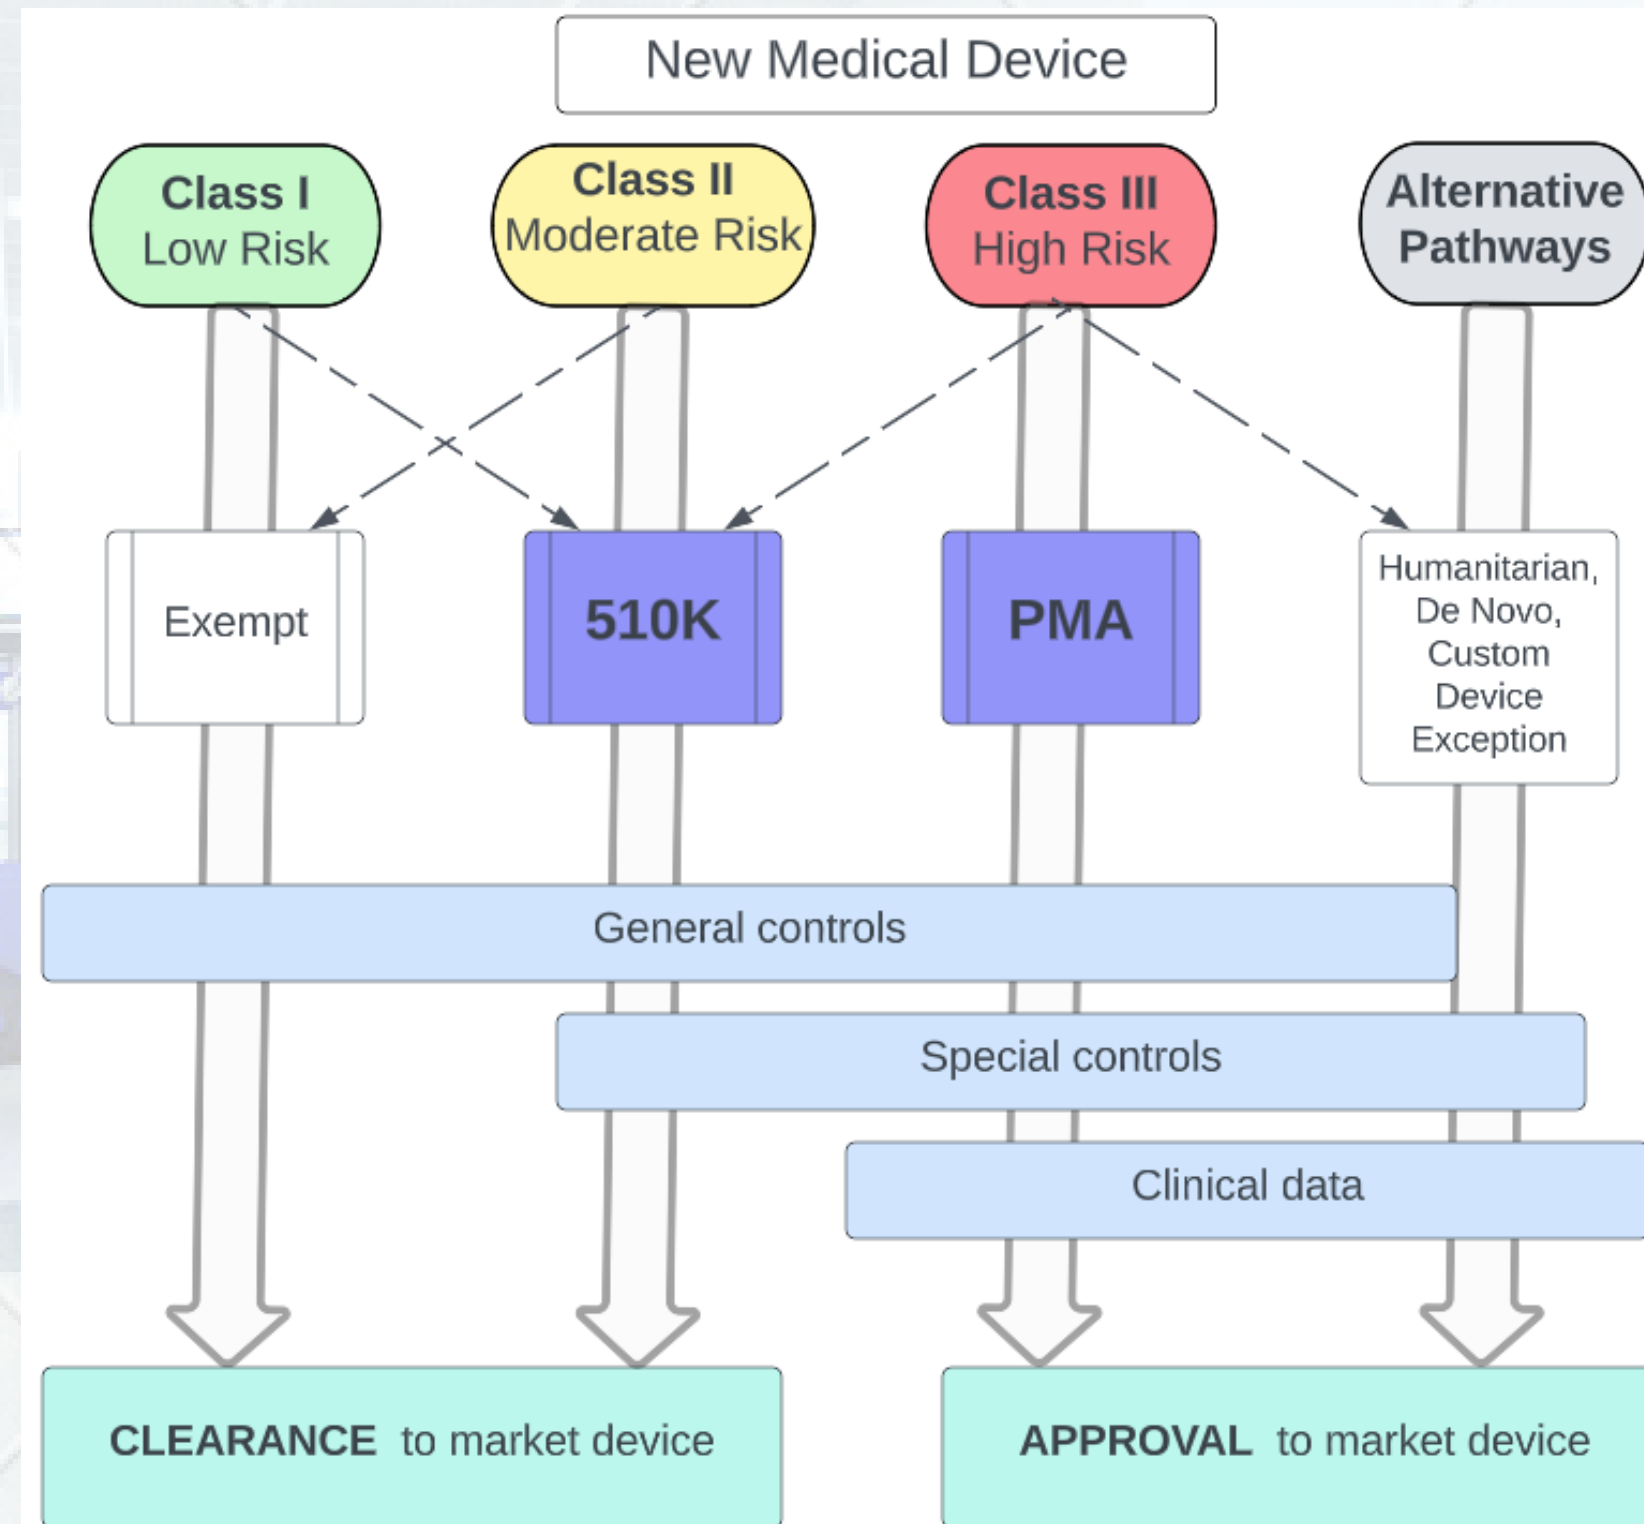 New Medical Device
Class I
Low Risk
Class II
Moderate Risk
Class III
High Risk
Alternative
Pathways
Exempt
510K
PMA
Humanitarian,
De Novo,
Custom
Device
Exception
General controls
Special controls
Clinical data
CLEARANCE to market device
APPROVAL to market device